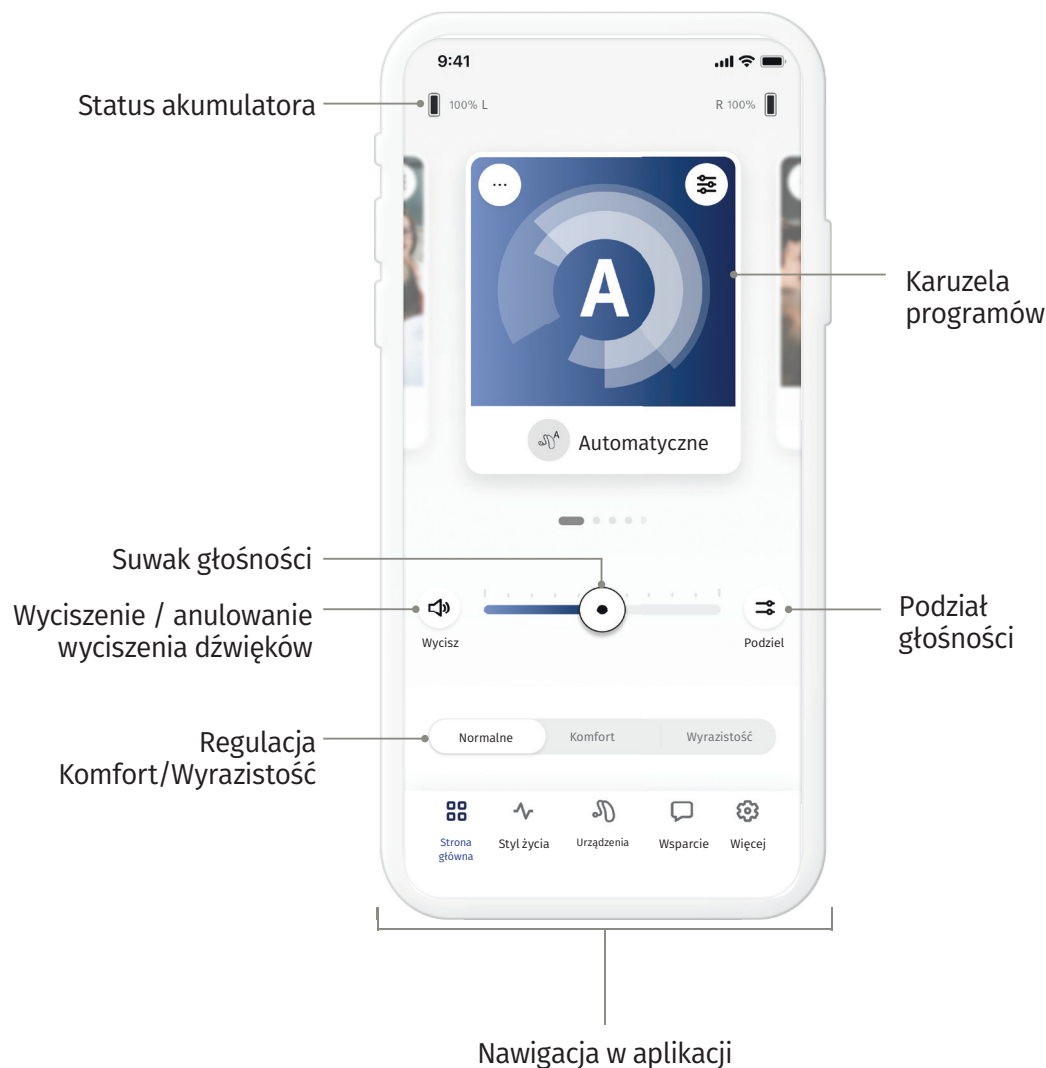 9:41
Status akumulatora
100% L
R 100%
...
A
Karuzela
programów
A
Automatyczne
Suwak głośności
Wyciszenie / anulowanie
wyciszenia dźwięków
Wycisz
Podziel
Podział
głośności
Regulacja
Komfort/Wyrazistość
Normalne
Komfort
Wyrazistość
Strona
główna
Styl życia
Urządzenia
Wsparcie
Więcej
Nawigacja w aplikacji